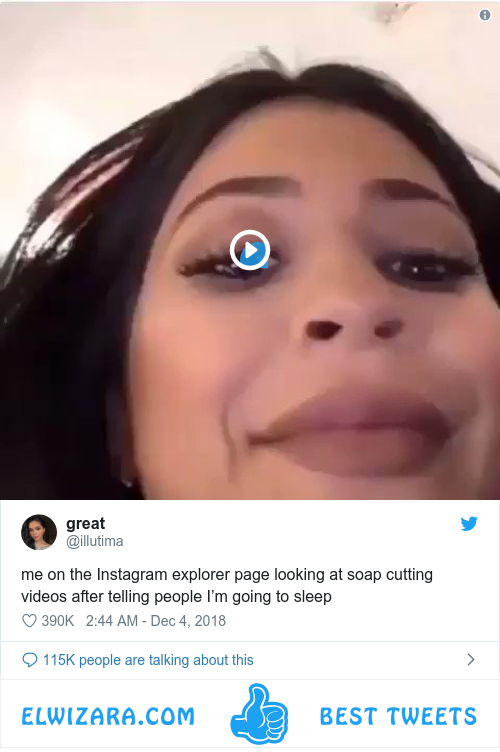 great
@illutima
me on the Instagram explorer page looking at soap cutting
videos after telling people I’m going to sleep
390K 2:44 AM - Dec 4, 2018
115K people are talking about this
ELWIZARA.COM BEST TWEETS